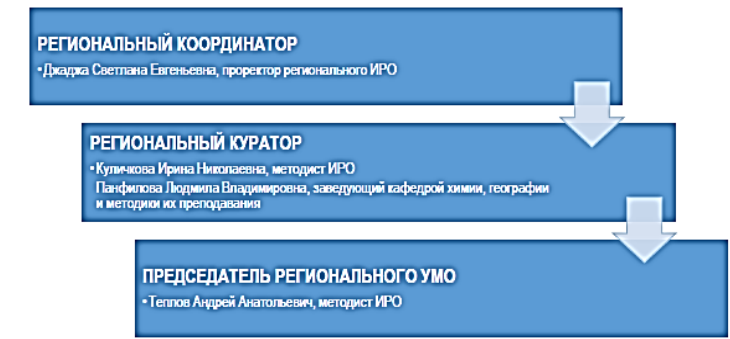 РЕГИОНАЛЬНЫЙ КООРДИНАТОР
•Джаджа Светлана Евгеньевна, проректор регионального ИРО
РЕГИОНАЛЬНЫЙ КУРАТОР
•Куличкова Ирина Николаевна, методист ИРО
Панфилова Людмила Владимировна, заведующий кафедрой химии, географии
и методики их преподавания
ПРЕДСЕДАТЕЛЬ РЕГИОНАЛЬНОГО УМО
•Теплов Андрей Анатольевич, методист ИРО